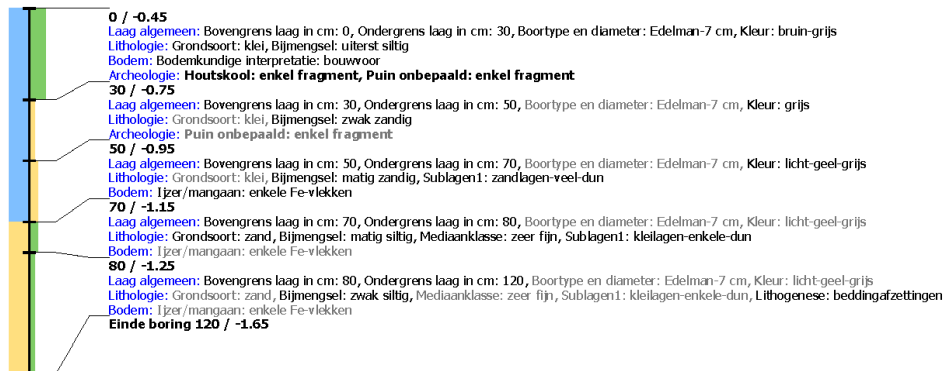 0 / -0.45
Laag algemeen: Bovengrens laag in cm: 0, Ondergrens laag in cm: 30, Boortype en diameter: Edelman-7 cm, Kleur: bruin-grijs
Lithologie: Grondsoort: klei, Bijmengsel: uiterst siltig
Bodem: Bodemkundige interpretatie: bouwvoor
Archeologie: Houtskool: enkel fragment, Puin onbepaald: enkel fragment
30 / -0.75
Laag algemeen: Bovengrens laag in cm: 30, Ondergrens laag in cm: 50, Boortype en diameter: Edelman-7 cm, Kleur: grijs
Lithologie: Grondsoort: klei, Bijmengsel: zwak zandig
Archeologie: Puin onbepaald: enkel fragment
50 / -0.95
Laag algemeen: Bovengrens laag in cm: 50, Ondergrens laag in cm: 70, Boortype en diameter: Edelman-7 cm, Kleur: licht-geel-grijs
Lithologie: Grondsoort: klei, Bijmengsel: matig zandig, Sublagen1: zandlagen-veel-dun
Bodem: Ijzer/mangaan: enkele Fe-vlekken
70 / -1.15
Laag algemeen: Bovengrens laag in cm: 70, Ondergrens laag in cm: 80, Boortype en diameter: Edelman-7 cm, Kleur: licht-geel-grijs
Lithologie: Grondsoort: zand, Bijmengsel: matig siltig, Mediaanklasse: zeer fijn, Sublagen1: kleilagen-enkele-dun
Bodem: Ijzer/mangaan: enkele Fe-vlekken
80 / -1.25
Laag algemeen: Bovengrens laag in cm: 80, Ondergrens laag in cm: 120, Boortype en diameter: Edelman-7 cm, Kleur: licht-geel-grijs
Lithologie: Grondsoort: zand, Bijmengsel: zwak siltig, Mediaanklasse: zeer fijn, Sublagen1: kleilagen-enkele-dun, Lithogenese: beddingafzettingen
Bodem: Ijzer/mangaan: enkele Fe-vlekken
Einde boring 120 / -1.65